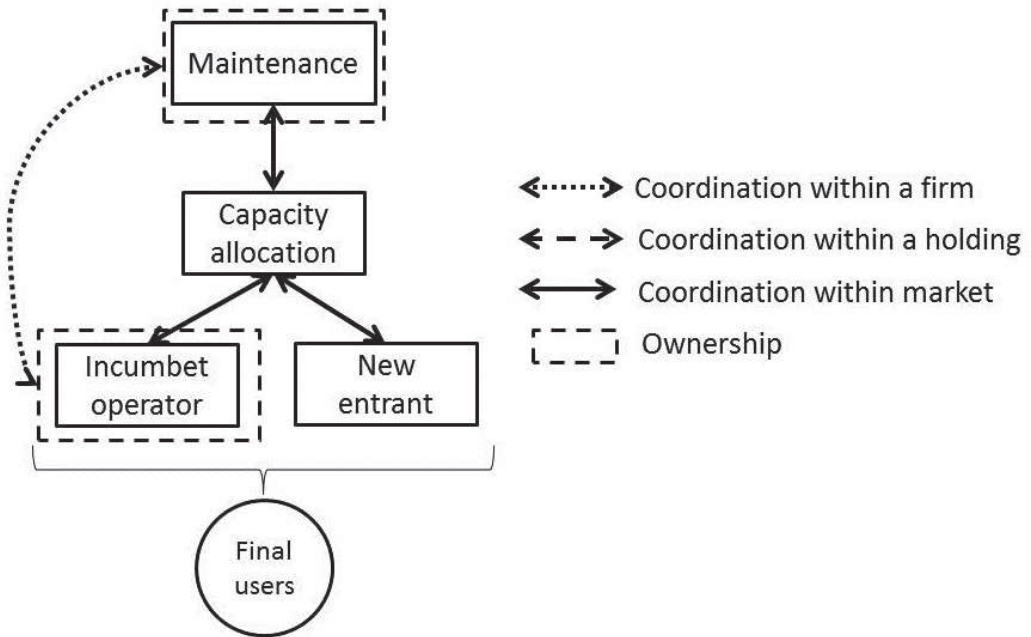 Maintenance
Capacity
allocation
Incumbet
operator
New
entrant
Final
users
Coordination within a firm
Coordination within a holding
Coordination within market
Ownership